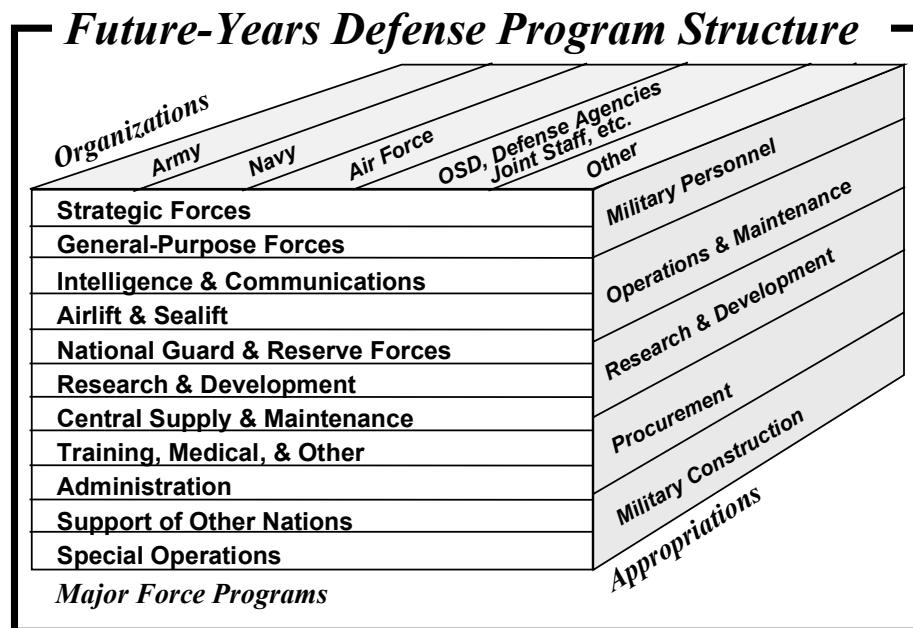 Future-Years Defense Program Structure
Organizations
Army
Navy
Air Force
OSD, Defense Agencies
Joint Staff, etc.
Other
Strategic Forces
General-Purpose Forces
Intelligence & Communications
Airlift & Sealift
National Guard & Reserve Forces
Research & Development
Central Supply & Maintenance
Training, Medical, & Other
Administration
Support of Other Nations
Special Operations
Major Force Programs
Military Personnel
Operations & Maintenance
Research & Development
Procurement
Military Construction
Appropriations